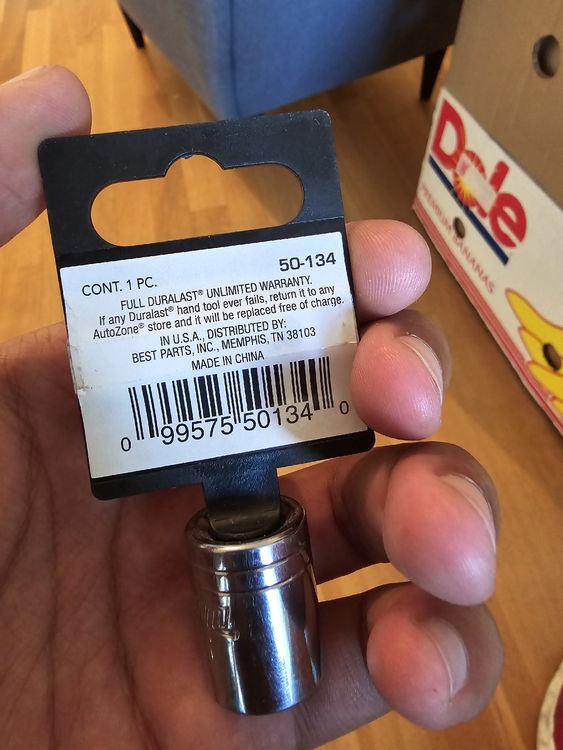 CONT. 1 PC.
50-134
FULL DURALAST® UNLIMITED WARRANTY.
If any Duralast® hand tool ever fails, return it to any
AutoZone® store and it will be replaced free of charge.
IN U.S.A., DISTRIBUTED BY:
BEST PARTS, INC., MEMPHIS, TN 38103
MADE IN CHINA
0 99575 50134 0
Dole
PREMIUM BANANAS